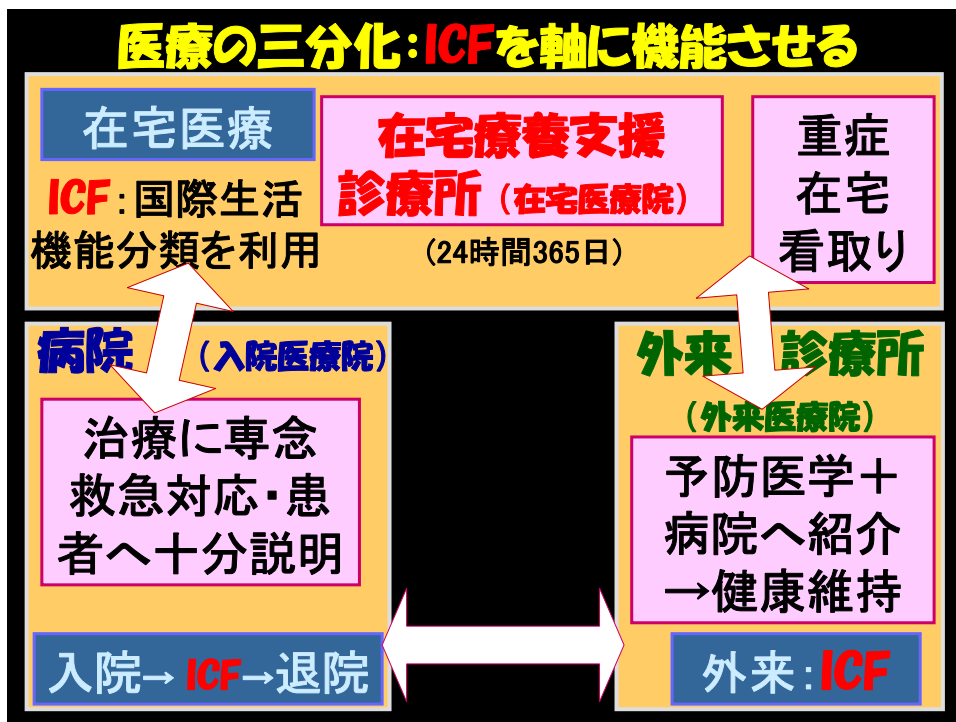 医療の三分化：ICFを軸に機能させる
在宅医療
ICF：国際生活
機能分類を利用
在宅療養支援
診療所（在宅医療院）
（24時間365日）
重症
在宅
看取り
病院　（入院医療院）
治療に専念
救急対応・患
者へ十分説明
入院→ICF→退院
外来　診療所
（外来医療院）
予防医学＋
病院へ紹介
→健康維持
外来：ICF